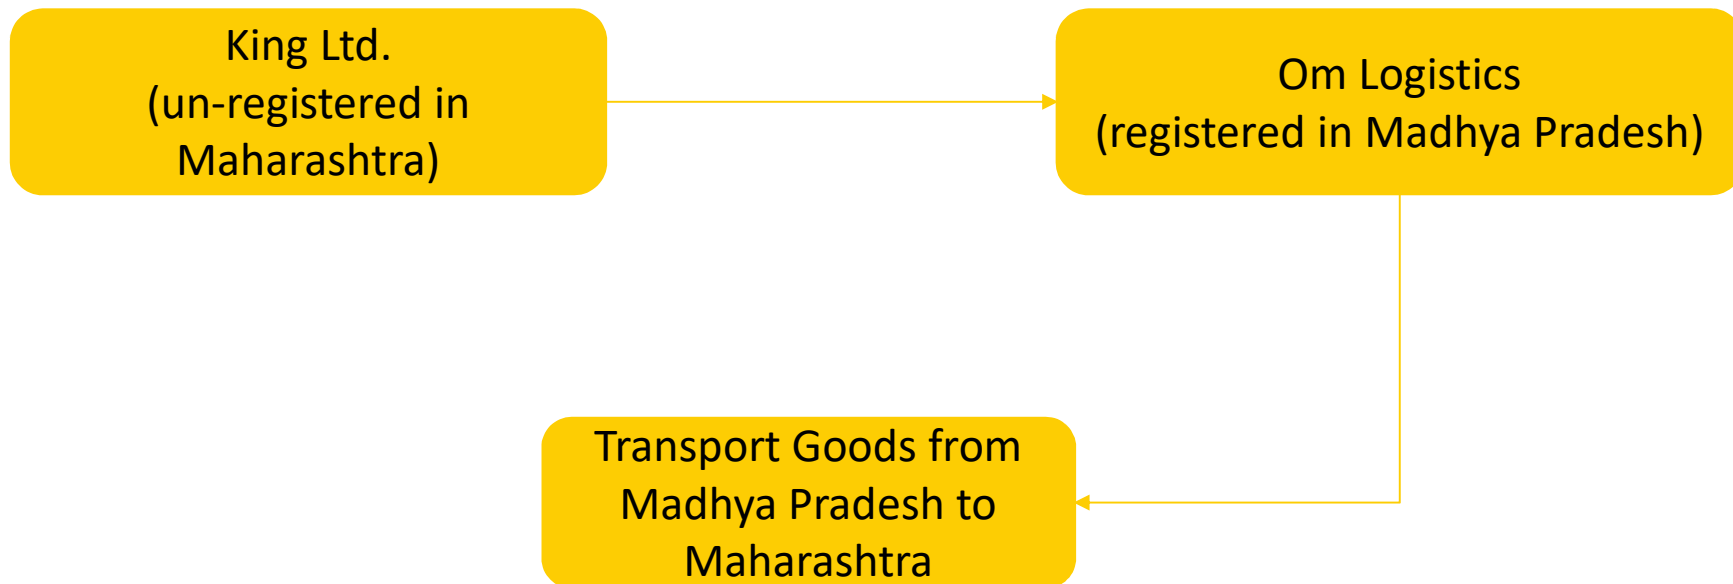 King Ltd.
(un-registered in
Maharashtra)
Om Logistics
(registered in Madhya Pradesh)
Transport Goods from
Madhya Pradesh to
Maharashtra